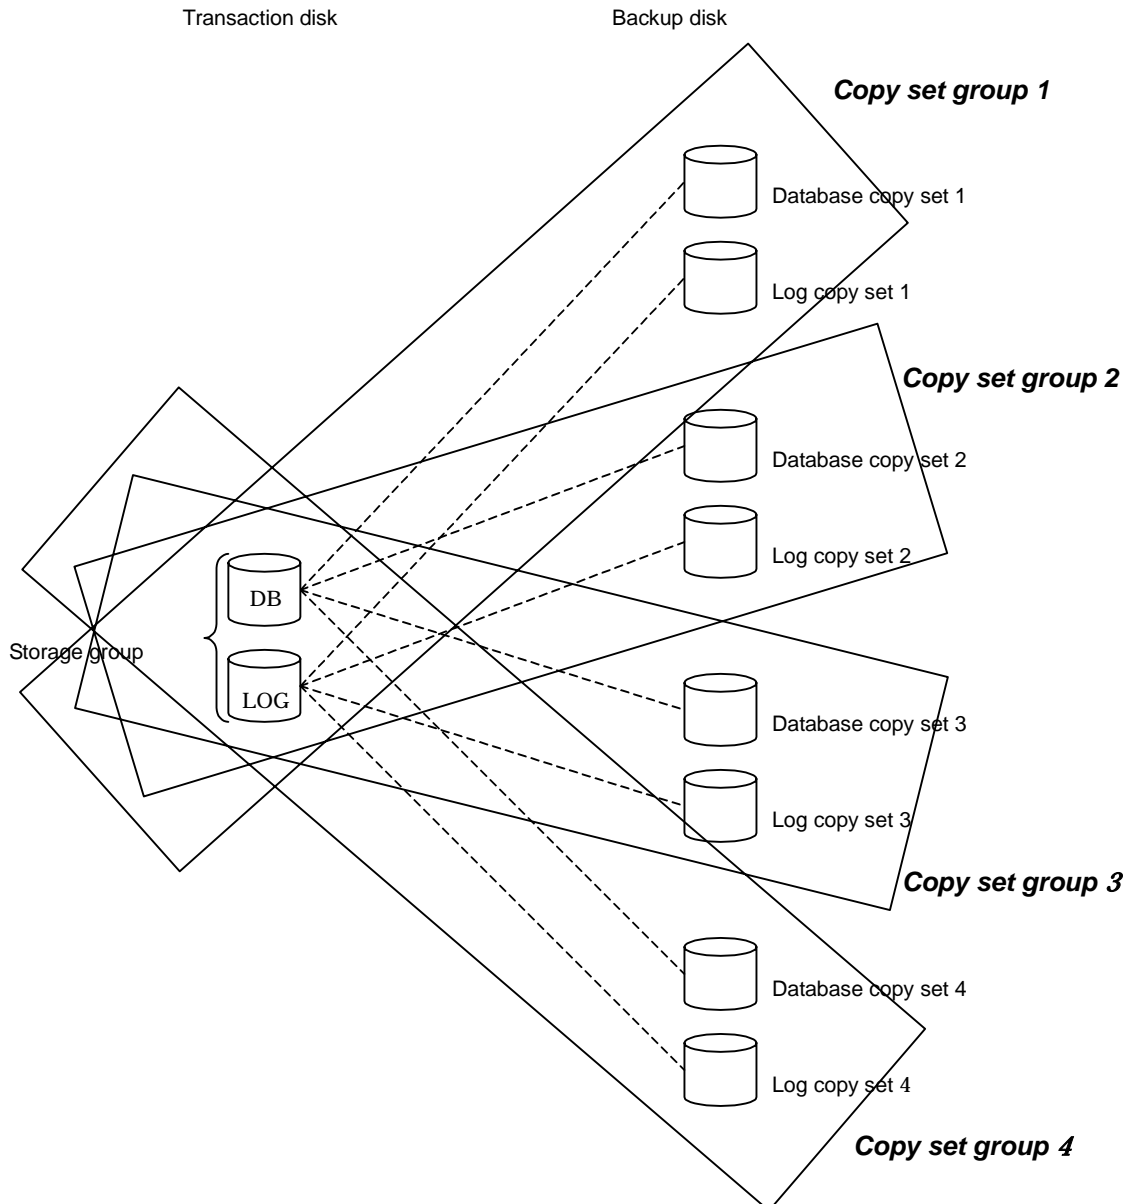 Transaction disk
Backup disk
Copy set group 1
Database copy set 1
Log copy set 1
Copy set group 2
Database copy set 2
Log copy set 2
DB
Storage group
LOG
Database copy set 3
Log copy set 3
Copy set group 3
Database copy set 4
Log copy set 4
Copy set group 4